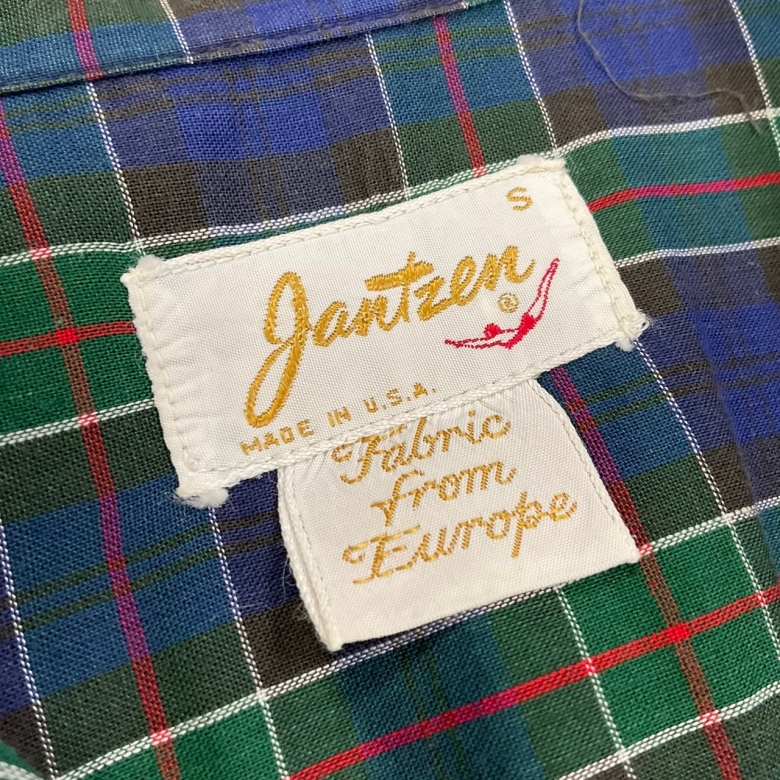 S
Jantzen®
MADE IN U.S.A.
Fabric
from
Europe